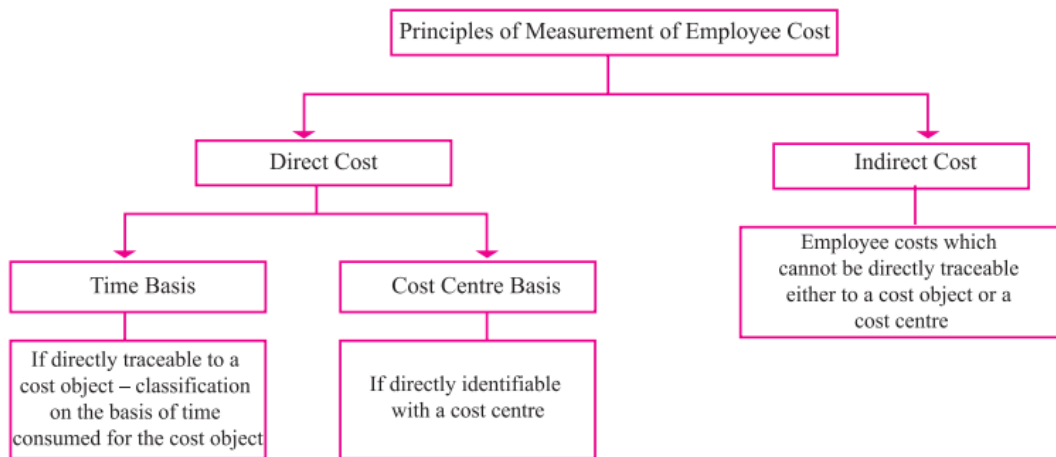 Principles of Measurement of Employee Cost
Direct Cost
Indirect Cost
Time Basis
Cost Centre Basis
Employee costs which
cannot be directly traceable
either to a cost object or a
cost centre
If directly traceable to a
cost object – classification
on the basis of time
consumed for the cost object
If directly identifiable
with a cost centre